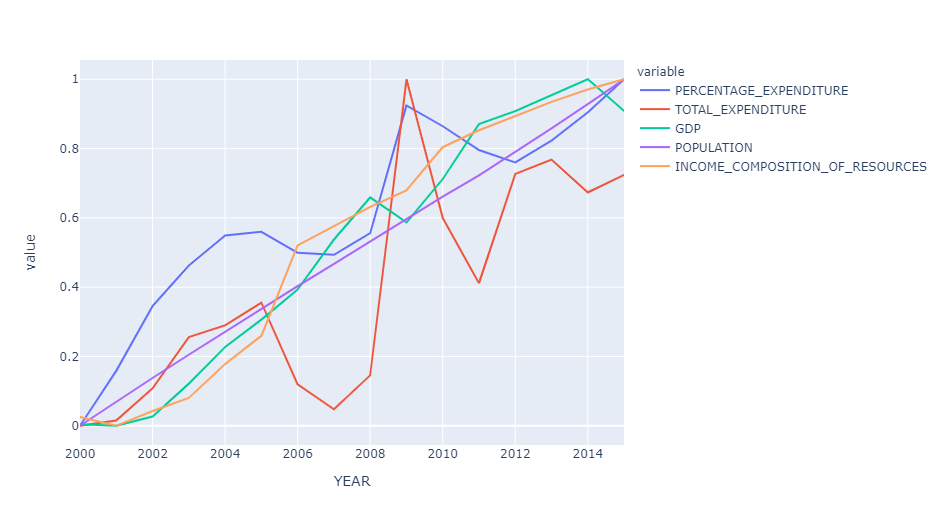 variable
PERCENTAGE_EXPENDITURE
TOTAL_EXPENDITURE
GDP
POPULATION
INCOME_COMPOSITION_OF_RESOURCES
value
1
0.8
0.6
0.4
0.2
0
2000 2002 2004 2006 2008 2010 2012 2014
YEAR